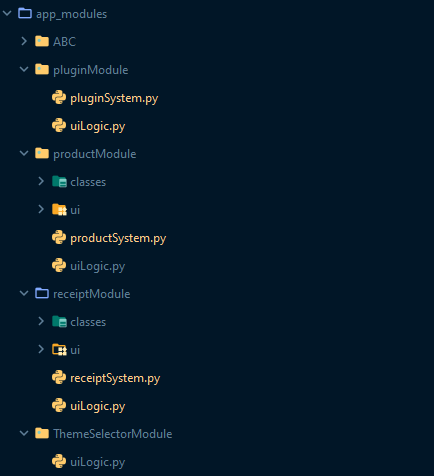 app_modules
ABC
pluginModule
pluginSystem.py
uiLogic.py
productModule
classes
ui
productSystem.py
uiLogic.py
receiptModule
classes
ui
receiptSystem.py
uiLogic.py
ThemeSelectorModule
uiLogic.py